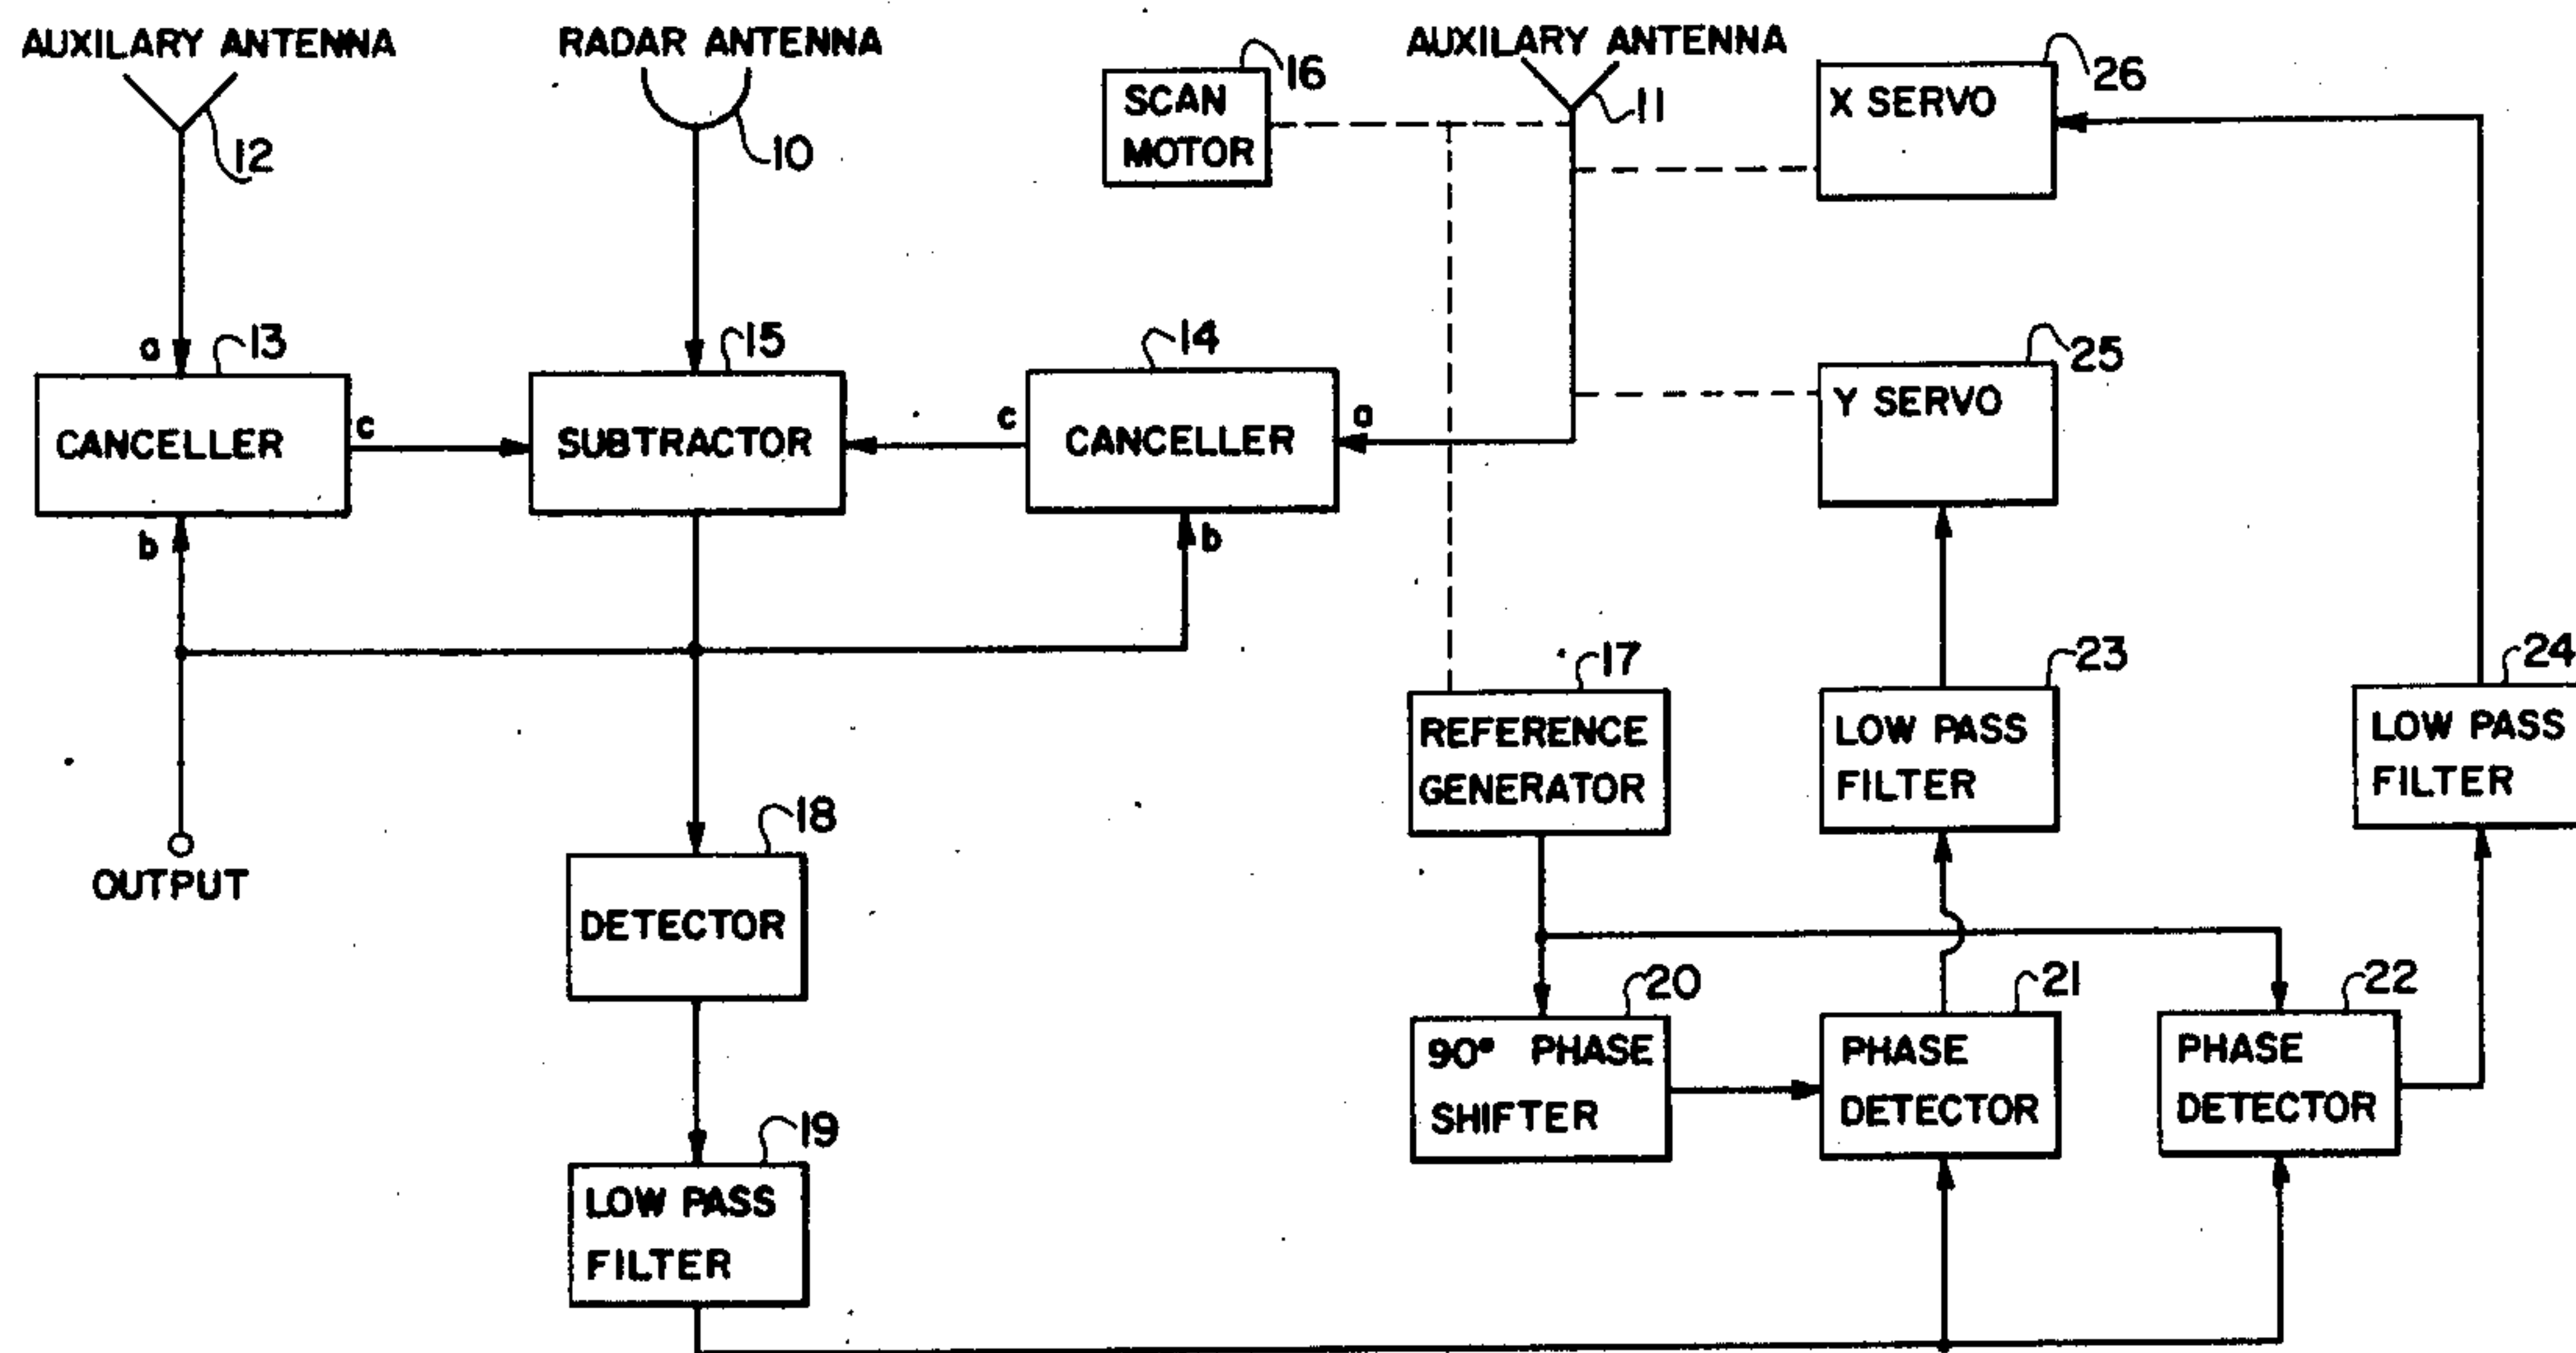 AUXILARY ANTENNA
RADAR ANTENNA
AUXILARY ANTENNA
12
10
SCAN
MOTOR
16
11
X SERVO
26
a
13
CANCELLER
c
b
15
SUBTRACTOR
14
c
CANCELLER
a
b
25
Y SERVO
OUTPUT
18
DETECTOR
19
LOW PASS
FILTER
17
REFERENCE
GENERATOR
23
LOW PASS
FILTER
24
LOW PASS
FILTER
20
90° PHASE
SHIFTER
21
PHASE
DETECTOR
22
PHASE
DETECTOR